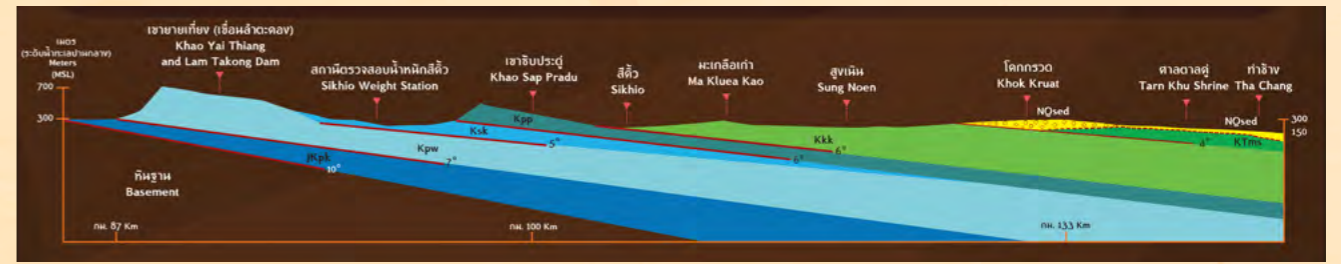 เมตร
(ระดับน้ำทะเลปานกลาง)
Meters
(MSL)
700
300
เขายายเที่ยง (เขื่อนลำตะคอง)
Khao Yai Thiang
and Lam Takong Dam
สถานีตรวจสอบน้ำหนักสีคิ้ว
Sikhio Weight Station
เขาซับประดู่
Khao Sap Pradu
สีคิ้ว
Sikhio
มะเกลือเก่า
Ma Kluea Kao
สูงเนิน
Sung Noen
โคกกรวด
Khok Kruat
ศาลตาลคู่
Tarn Khu Shrine
ท่าช้าง
Tha Chang
NQsed
NQsed
300
150
Kpp
Ksk
Kkk
KTms
Kpw
JKpk
5°
6°
6°
4°
7°
10°
หินฐาน
Basement
กม. 87 Km
กม. 100 Km
กม. 133 Km